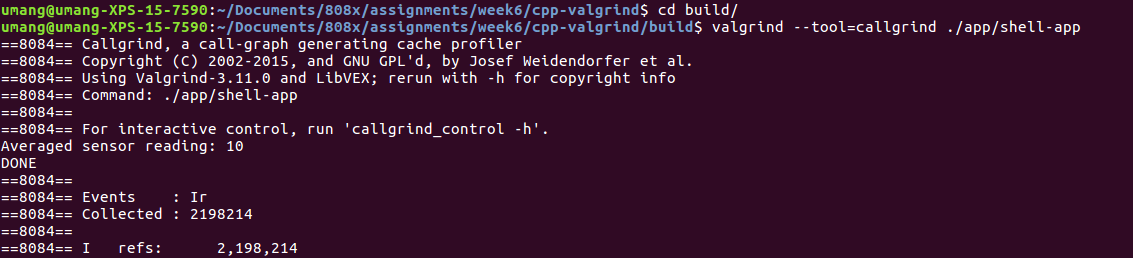 umang@umang-XPS-15-7590:~/Documents/808x/assignments/week6/cpp-valgrind$ cd build/
umang@umang-XPS-15-7590:~/Documents/808x/assignments/week6/cpp-valgrind/build$ valgrind --tool=callgrind ./app/shell-app
==8084== Callgrind, a call-graph generating cache profiler
==8084== Copyright (C) 2002-2015, and GNU GPL'd, by Josef Weidendorfer et al.
==8084== Using Valgrind-3.11.0 and LibVEX; rerun with -h for copyright info
==8084== Command: ./app/shell-app
==8084==
==8084== For interactive control, run 'callgrind_control -h'.
Averaged sensor reading: 10
DONE
==8084==
==8084== Events    : Ir
==8084== Collected : 2198214
==8084==
==8084== I   refs:      2,198,214